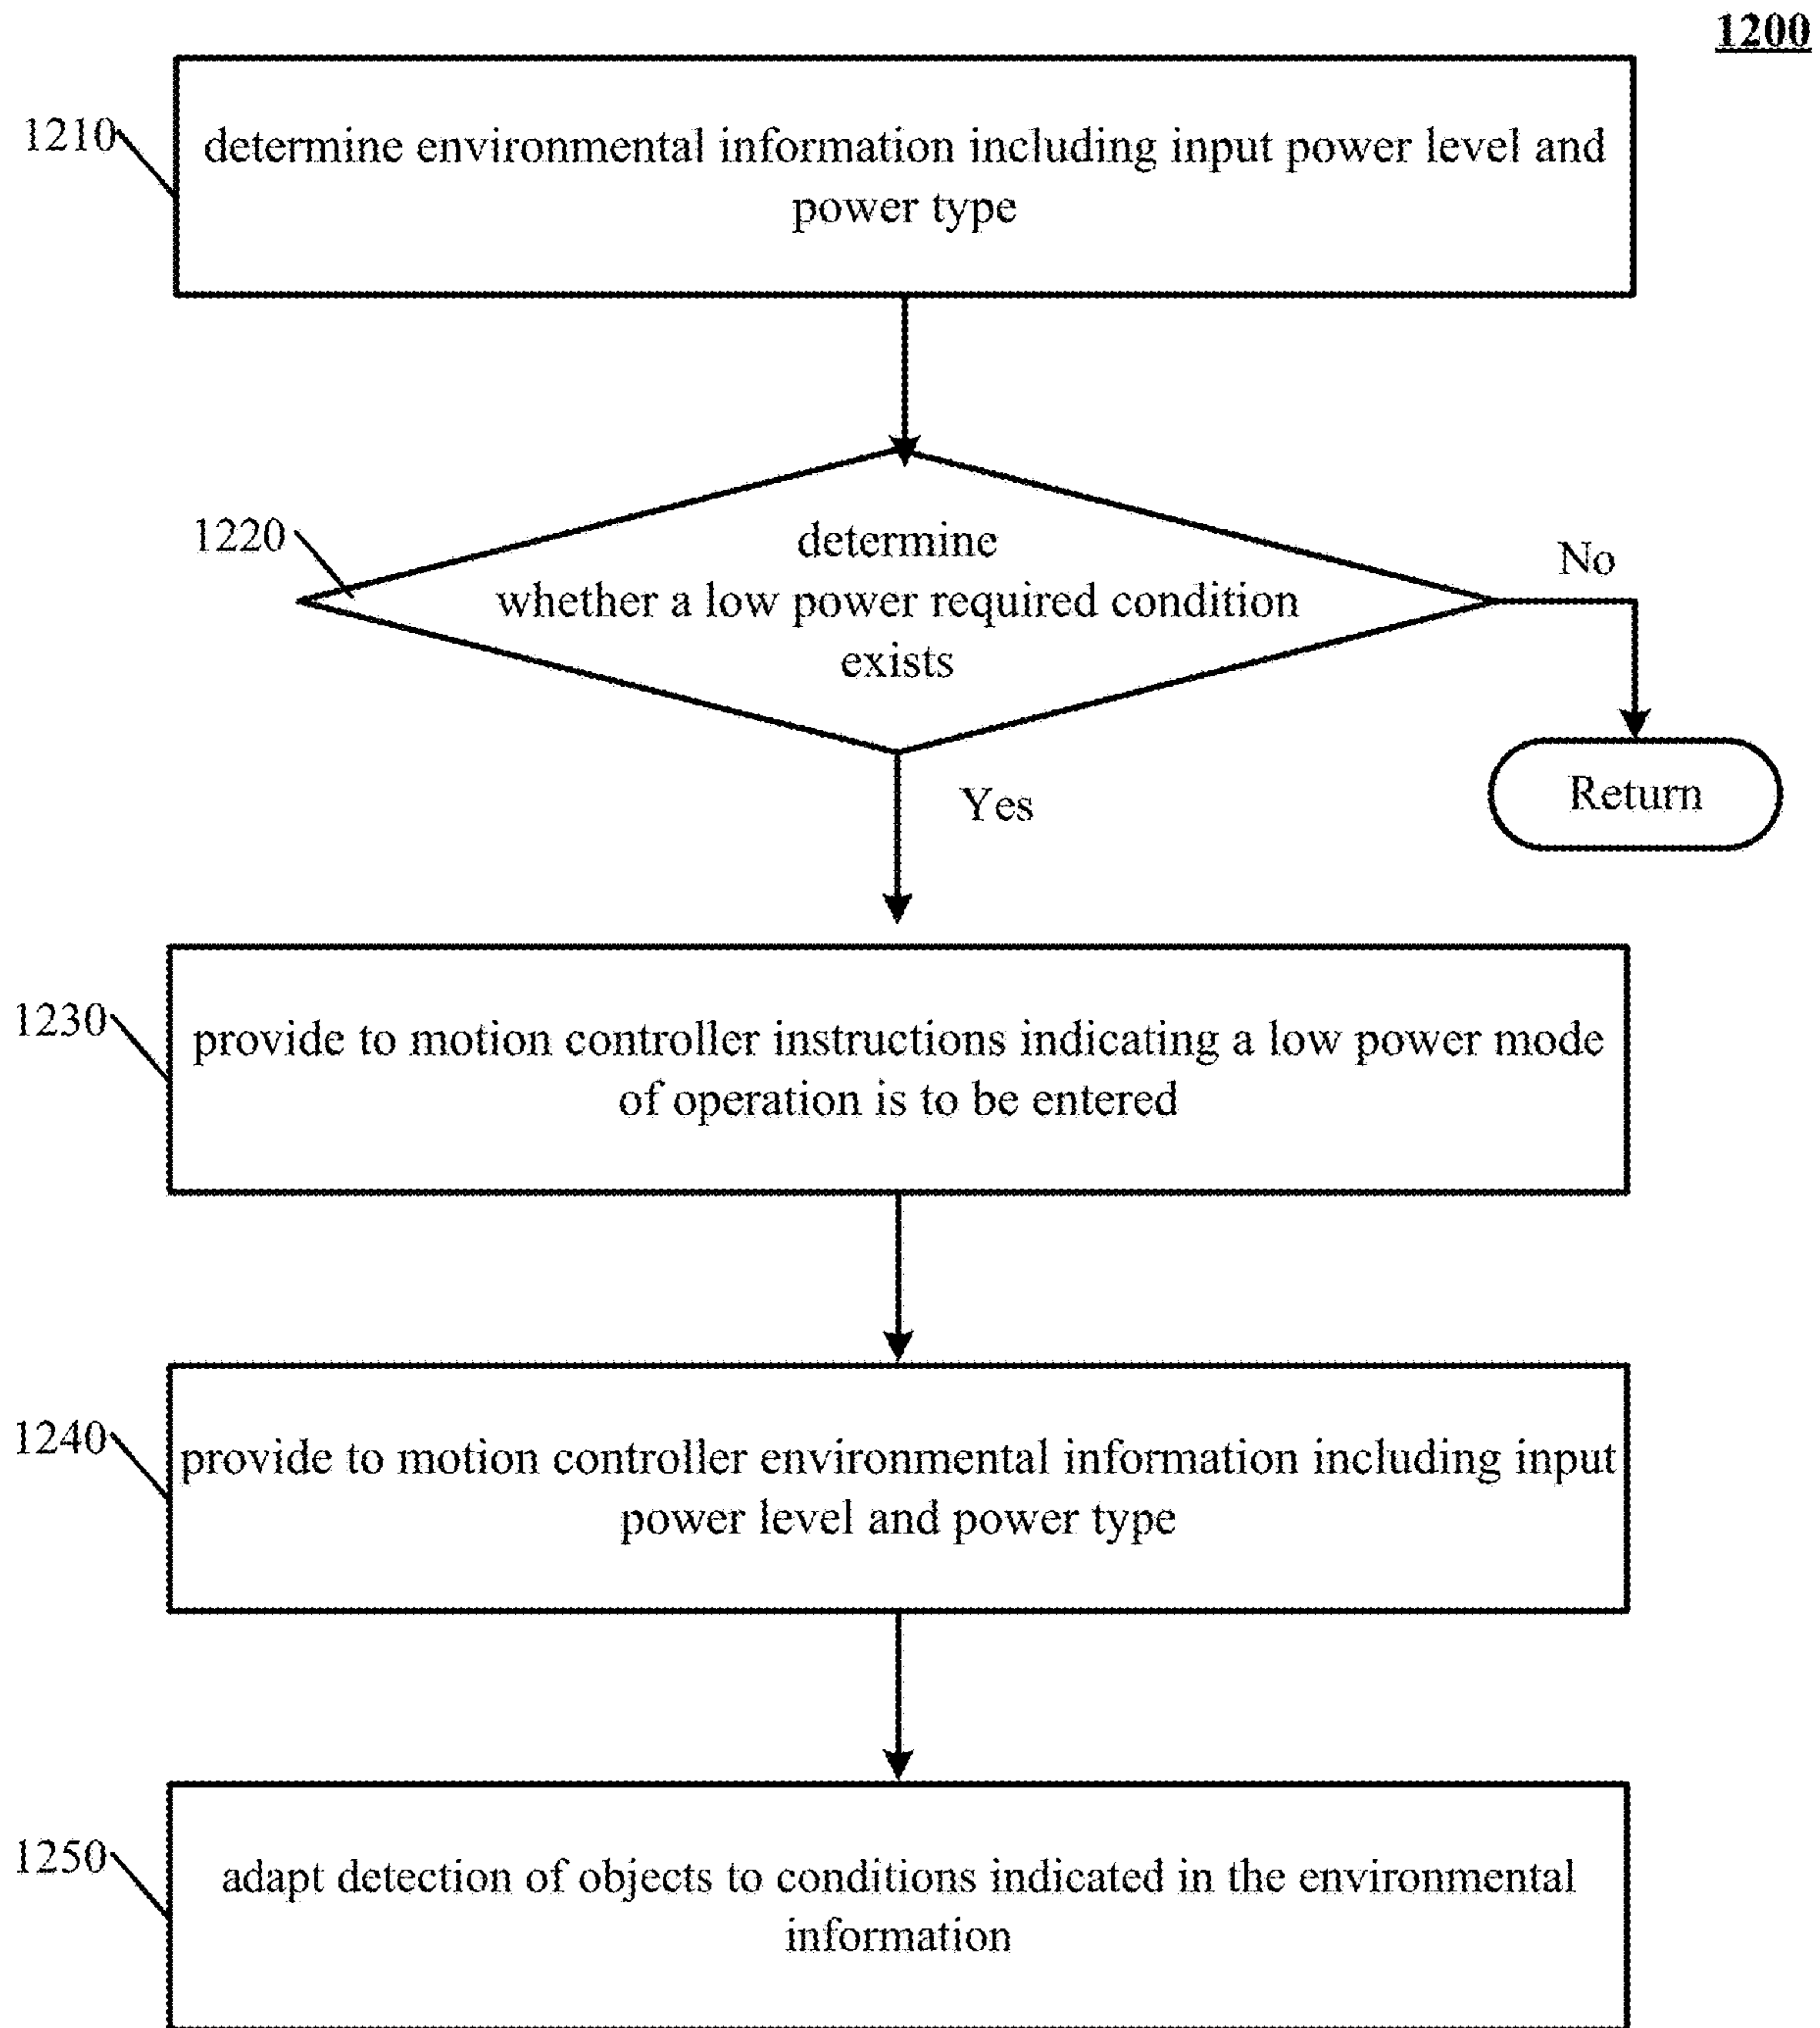 1200
1210
determine environmental information including input power level and
power type
1220
determine
whether a low power required condition
exists
No
Return
Yes
1230
provide to motion controller instructions indicating a low power mode
of operation is to be entered
1240
provide to motion controller environmental information including input
power level and power type
1250
adapt detection of objects to conditions indicated in the environmental
information